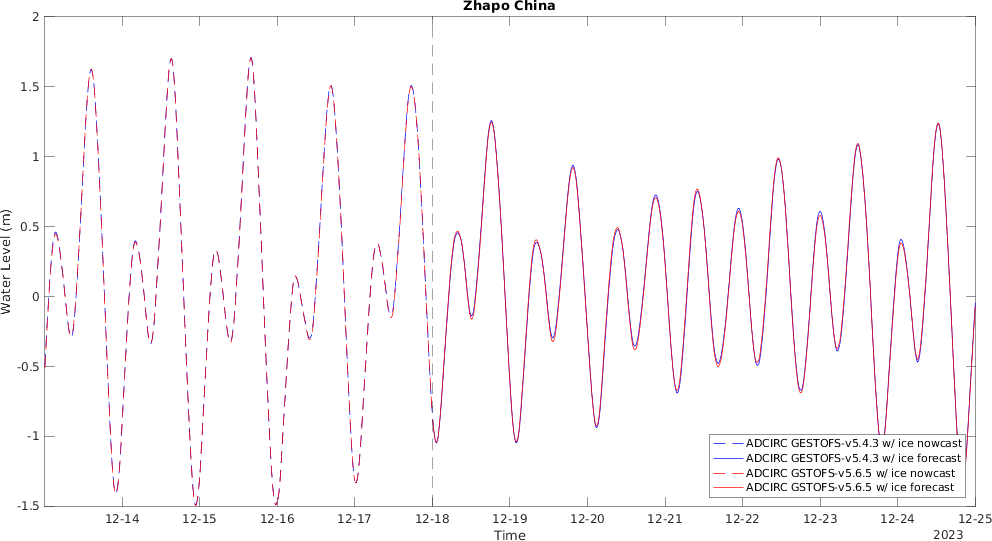 Zhapo China
2
1.5
1
0.5
0
-0.5
-1
-1.5
Water Level (m)
12-14 12-15 12-16 12-17 12-18 12-19 12-20 12-21 12-22 12-23 12-24 12-25
Time
2023
ADCIRC GESTOFS-v5.4.3 w/ ice nowcast
ADCIRC GESTOFS-v5.4.3 w/ ice forecast
ADCIRC GSTOFS-v5.6.5 w/ ice nowcast
ADCIRC GSTOFS-v5.6.5 w/ ice forecast